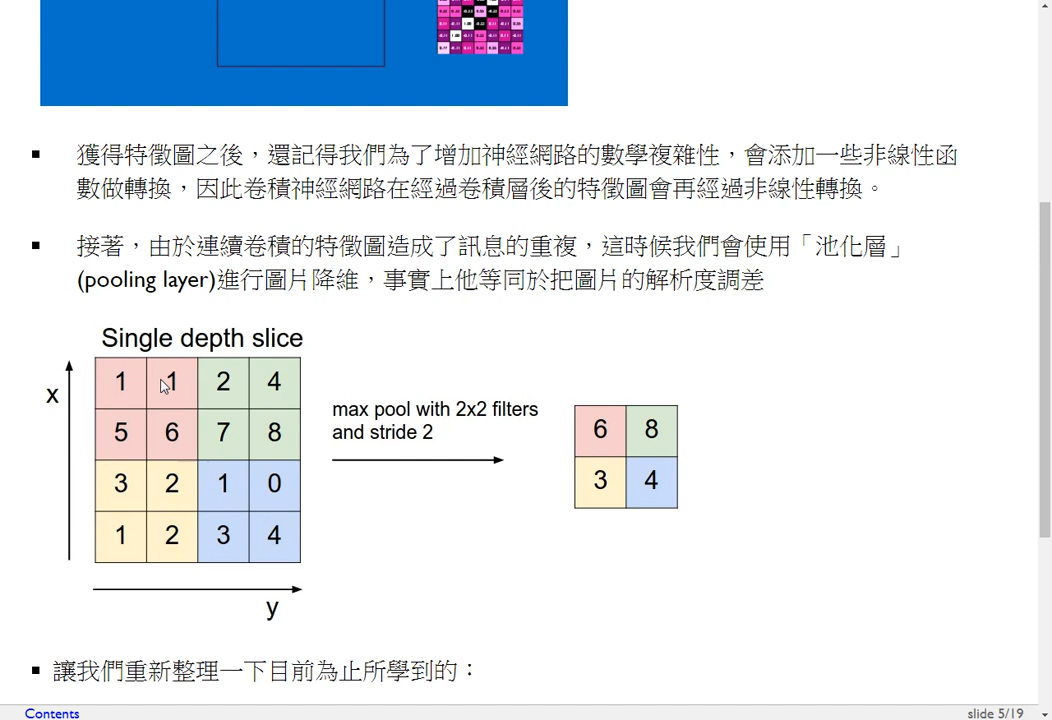 ▪ 獲得特徵圖之後，還記得我們為了增加神經網路的數學複雜性，會添加一些非線性函
數做轉換，因此卷積神經網路在經過卷積層後的特徵圖會再經過非線性轉換。
▪ 接著，由於連續卷積的特徵圖造成了訊息的重複，這時候我們會使用「池化層」
(pooling layer)進行圖片降維，事實上他等同於把圖片的解析度調差
Single depth slice
x
1 1 2 4
5 6 7 8
3 2 1 0
1 2 3 4
y
max pool with 2x2 filters
and stride 2
6 8
3 4
▪ 讓我們重新整理一下目前為止所學到的：
Contents
slide 5/19